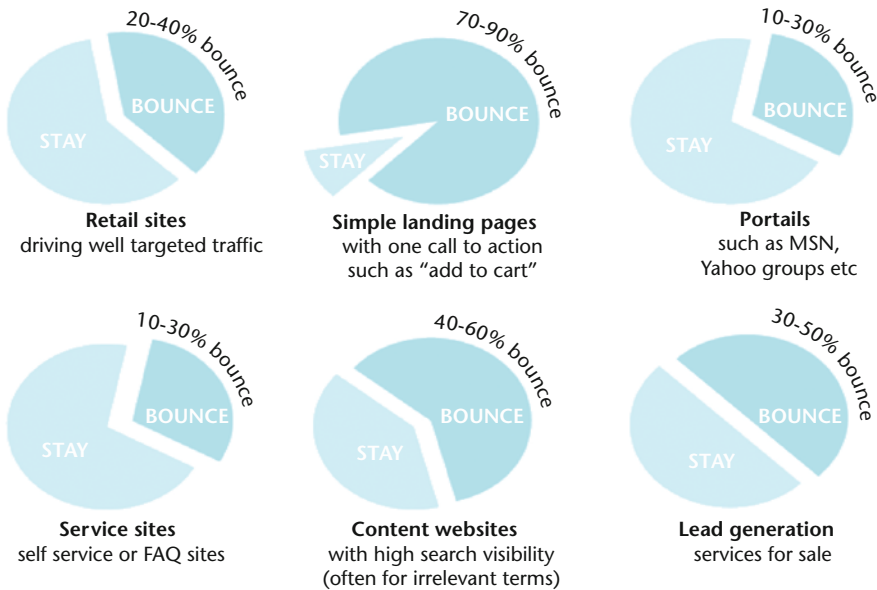 20-40% bounce
BOUNCE
STAY
Retail sites
driving well targeted traffic
70-90% bounce
BOUNCE
STAY
Simple landing pages
with one call to action
such as “add to cart”
10-30% bounce
BOUNCE
STAY
Portails
such as MSN,
Yahoo groups etc
10-30% bounce
BOUNCE
STAY
Service sites
self service or FAQ sites
40-60% bounce
BOUNCE
STAY
Content websites
with high search visibility
(often for irrelevant terms)
30-50% bounce
BOUNCE
STAY
Lead generation
services for sale